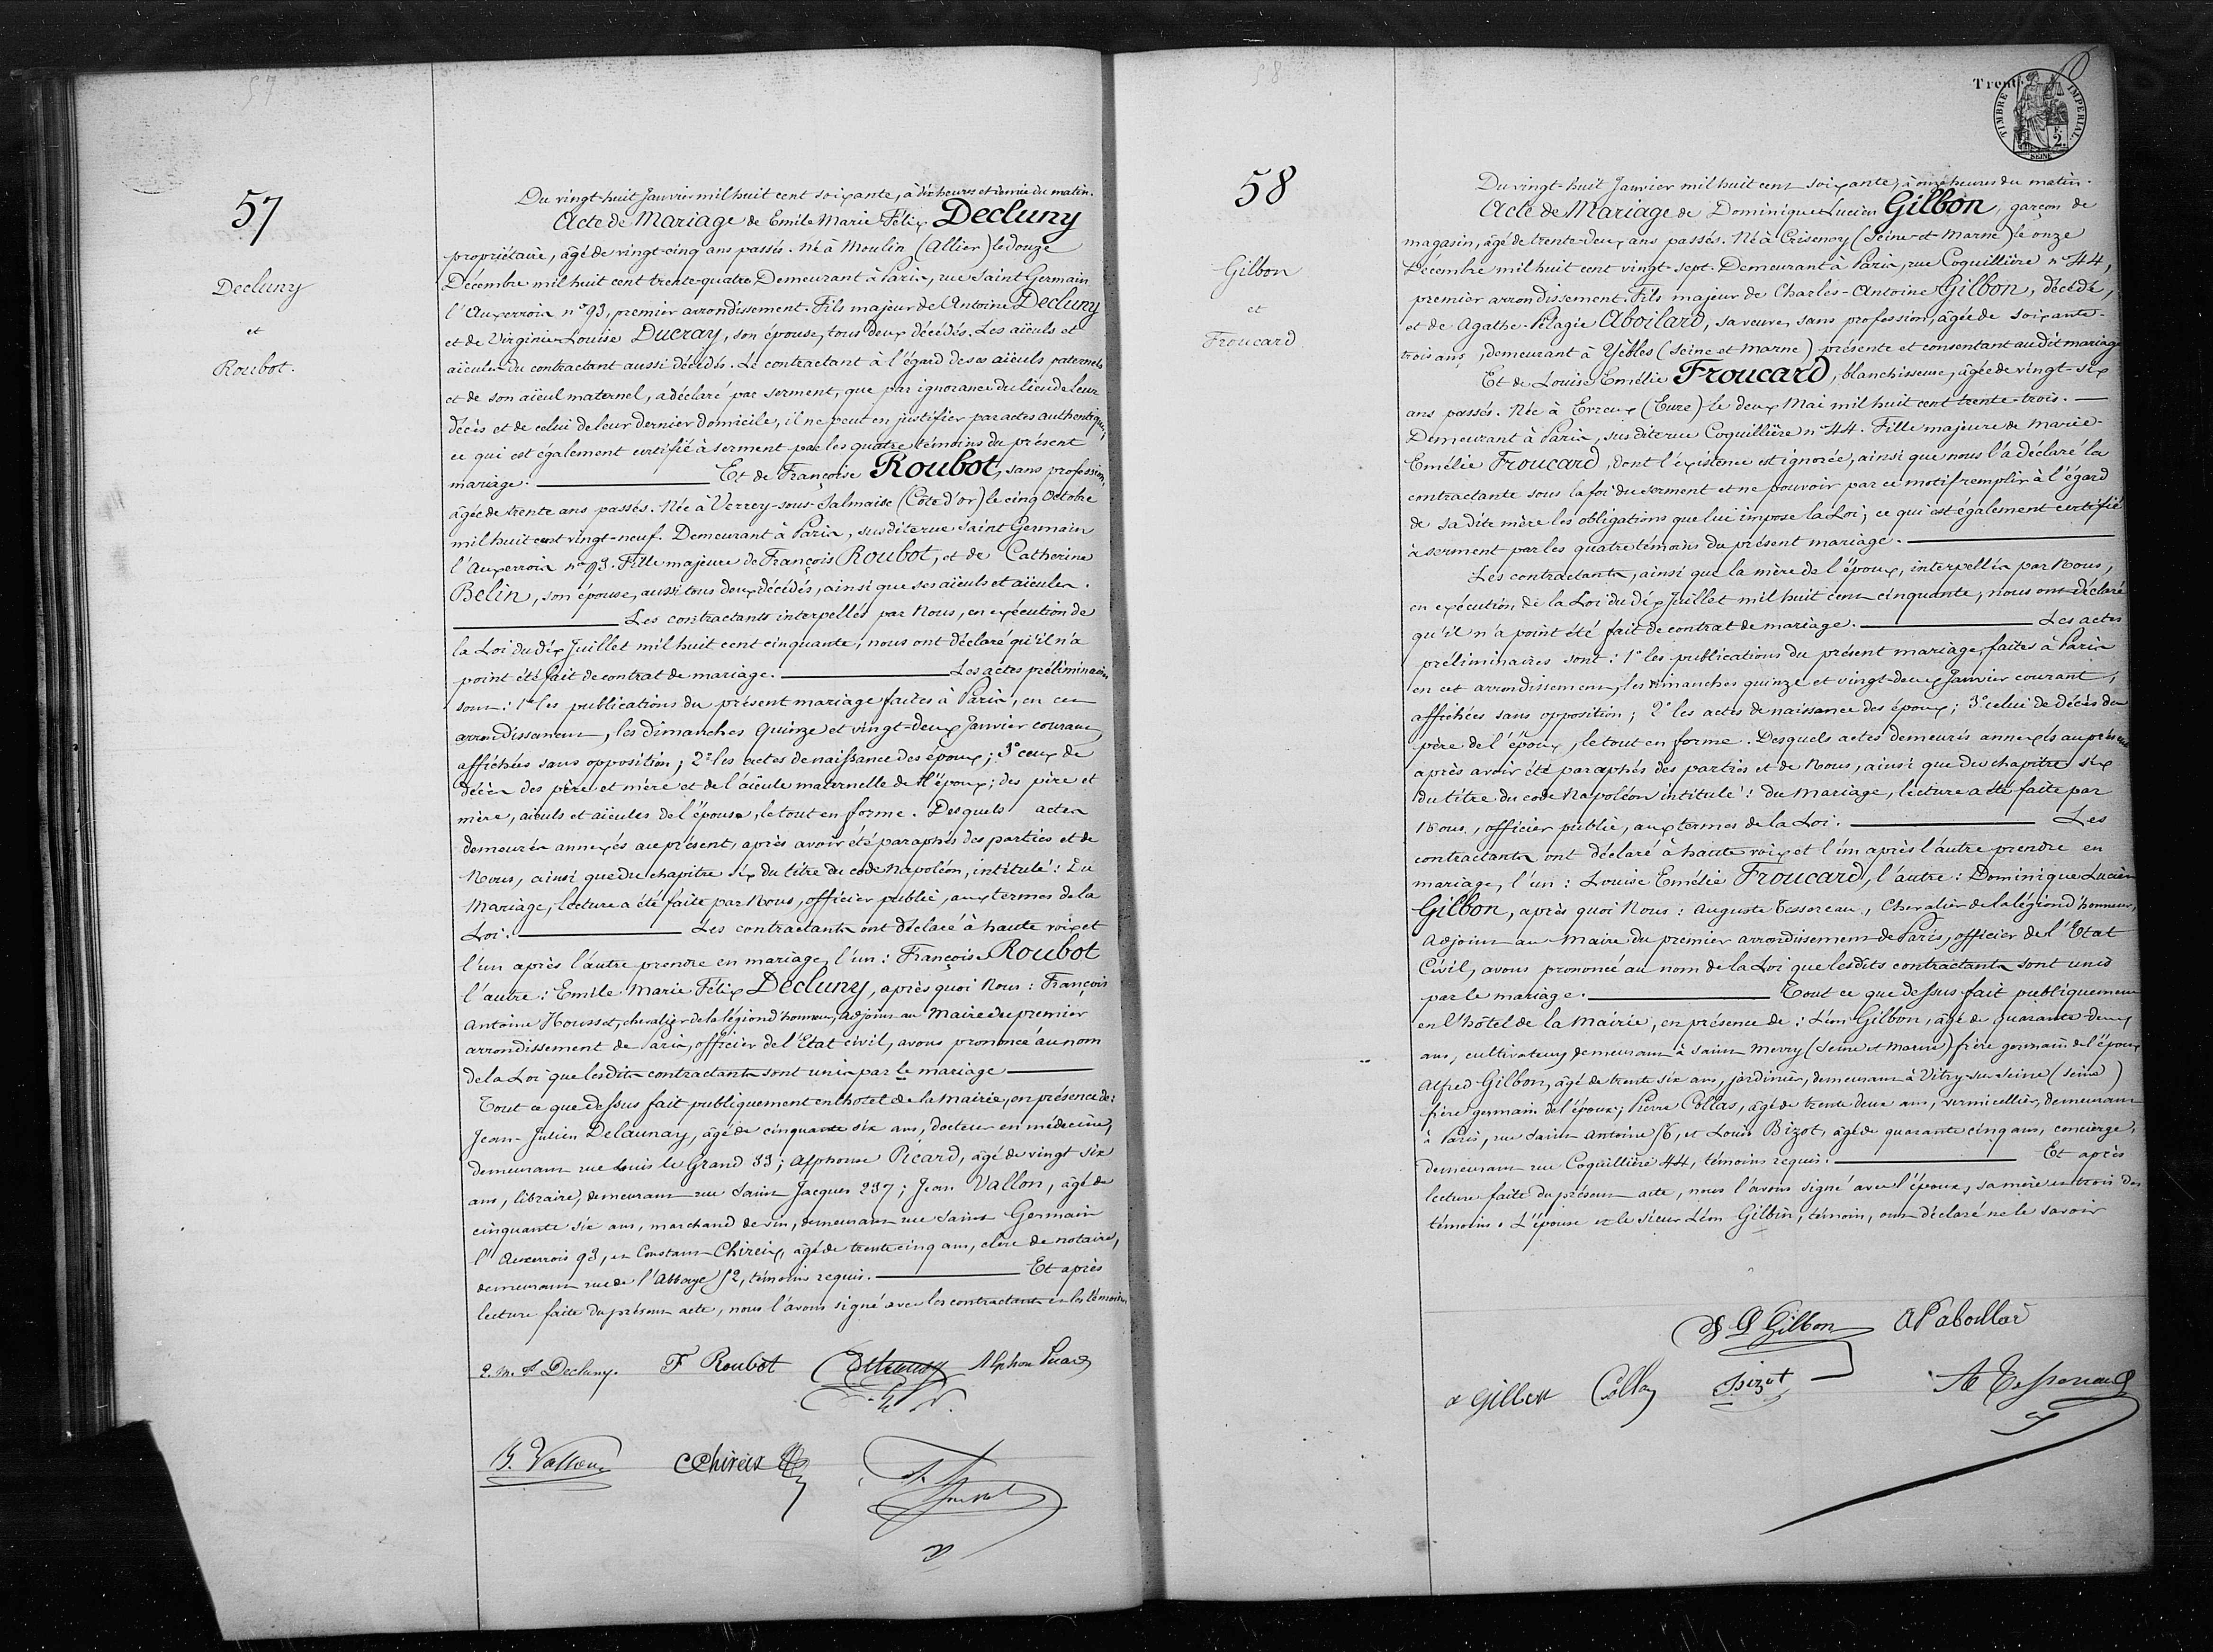 57
57
Decluny
et
Roubot.
Du vingt-huit Janvier mil huit cent soixante, à dix heures et demie du matin.
Acte de Mariage de Emile Marie Félix Decluny
propriétaire, âgé de vingt-cinq ans passés. Né à Moulin (Allier) le douze
Décembre mil huit cent trente-quatre. Demeurant à Paris, rue Saint Germain
l'Auxerrois n° 93, premier arrondissement. Fils majeur de Antoine Decluny
et de Virginie Louise Ducray, son épouse, tous deux décédés. Les aïeuls et
aïeules du contractant aussi décédés. Le contractant à l'égard de ses aïeuls paternels
et de son aïeul maternel, a déclaré par serment, que par ignorance du lieu de leur
décès et de celui de leur dernier domicile, il ne peut en justifier par actes authentiques;
ce qui est également certifié à serment par les quatre témoins du présent
mariage. Et de Françoise Roubot, sans profession,
âgée de trente ans passés. Née à Verrey-sous-Salmaise (Côte d'or) le cinq Octobre
mil huit cent vingt-neuf. Demeurant à Paris, susdite rue Saint Germain
l'Auxerrois n° 93. Fille majeure de François Roubot, et de Catherine
Belin, son épouse, aussi tous deux décédés, ainsi que ses aïeuls et aïeules.
Les contractants interpellés par Nous, en exécution de
la Loi du dix Juillet mil huit cent cinquante, nous ont déclaré qu'il n'a
point été fait de contrat de mariage. Les actes préliminaires
sont: 1° les publications du présent mariage faites à Paris, en cet
arrondissement, les dimanches Quinze et vingt-deux Janvier courant,
affichées sans opposition; 2° les actes de naissance des époux; 3° ceux de
décès des père et mère et de l'aïeule maternelle de l'époux; des père et
mère, aïeuls et aïeules de l'épouse, le tout en forme. Desquels actes
demeurés annexés au présent, après avoir été paraphés des parties et de
Nous, ainsi que du chapitre six du titre du code Napoléon, intitulé: Du
Mariage, lecture a été faite par Nous, officier public, aux termes de la
Loi. Les contractants ont déclaré à haute voix et
l'un après l'autre prendre en mariage, l'un: Françoise Roubot
l'autre: Emile Marie Félix Decluny, après quoi Nous: François
Antoine Housset, chevalier de la légion d'honneur, adjoint au Maire du premier
arrondissement de Paris, officier de l'Etat civil, avons prononcé au nom
de la Loi que lesdits contractants sont unis par le mariage
Tout ce que dessus fait publiquement en l'hotel de la Mairie, en présence de:
Jean-Julien Delaunay, âgé de cinquante six ans, docteur en médecine,
demeurant rue Louis le Grand 33; Alphonse Picard, âgé de vingt six
ans, libraire, demeurant rue Saint Jacques 237; Jean Vallon, âgé de
cinquante six ans, marchand de vin, demeurant rue Saint Germain
l'Auxerrois 93, et Constant Chireix, âgé de trente cinq ans, clerc de notaire,
demeurant rue de l'Abbaye 12, témoins requis. Et après
lecture faite du présent acte, nous l'avons signé avec les contractants et les témoins.
E. M. F Decluny. F Roubot Alphon Picard
Chireix
58
58
Gilbon
et
Froucard
Trente
TIMBRE IMPERIAL
2
SEINE
Du vingt-huit Janvier mil huit cent soixante, à onze heures du matin.
Acte de Mariage de Dominique Lucien Gilbon, garçon de
magasin, âgé de trente-deux ans passés. Né à Crisenoy (Seine-et-Marne) le onze
Décembre mil huit cent vingt-sept. Demeurant à Paris, rue Coquillière n° 44,
premier arrondissement. Fils majeur de Charles-Antoine Gilbon, décédé,
et de Agathe-Pélagie Aboilard, sa veuve, sans profession, âgée de soixante-
trois ans, demeurant à Yébles (Seine et Marne) présente et consentant audit mariage
Et de Louise Emélie Froucard, blanchisseuse, âgée de vingt-six
ans passés. Née à Evreux (Eure) le deux Mai mil huit cent trente-trois.
Demeurant à Paris, susdite rue Coquillière n° 44. Fille majeure de Marie-
Emélie Froucard, dont l'existence est ignorée, ainsi que nous l'a déclaré la
contractante sous la foi du serment et ne pouvoir par ce motif remplir à l'égard
de sa dite mère les obligations que lui impose la Loi; ce qui est également certifié
à serment par les quatre témoins du présent mariage.
Les contractants, ainsi que la mère de l'époux, interpellés par Nous,
en exécution de la Loi du dix Juillet mil huit cent cinquante, nous ont déclaré
qu'il n'a point été fait de contrat de mariage. Les actes
préliminaires sont: 1° les publications du présent mariage, faites à Paris
en cet arrondissement, les dimanches quinze et vingt-deux Janvier courant,
affichées sans opposition; 2° les actes de naissance des époux; 3° celui de décès du
père de l'époux, le tout en forme. Desquels actes demeurés annexés au présent
après avoir été paraphés des parties et de Nous, ainsi que du chapitre six
du titre du code Napoléon intitulé: Du Mariage, lecture a été faite par
Nous, officier public, aux termes de la Loi. Les
contractants ont déclaré à haute voix et l'un après l'autre prendre en
mariage, l'un: Louise Emélie Froucard, l'autre: Dominique Lucien
Gilbon, après quoi Nous: Auguste Tessereau, Chevalier de la légion d'honneur,
Adjoint au Maire du premier arrondissement de Paris, officier de l'Etat
Civil, avons prononcé au nom de la Loi que lesdits contractants sont unis
par le mariage. Tout ce que dessus fait publiquement
en l'hôtel de la Mairie, en présence de: Léon Gilbon, âgé de quarante-deux
ans, cultivateur, demeurant à Saint Merry (Seine et Marne) frère germain de l'époux
Alfred Gilbon, âgé de trente six ans, jardinier, demeurant à Vitry-sur-Seine (Seine)
frère germain de l'époux; Pierre Collas, âgé de trente deux ans, vermicellier, demeurant
à Paris, rue Saint Antoine, et Louis Bizot, âgé de quarante cinq ans, concierge,
demeurant rue Coquillière 44, témoins requis. Et après
lecture faite du présent acte, nous l'avons signé avec l'époux, sa mère et trois des
témoins. L'épouse et le sieur Léon Gilbon, témoin, ont déclaré ne le savoir
Gilbon
Bizot